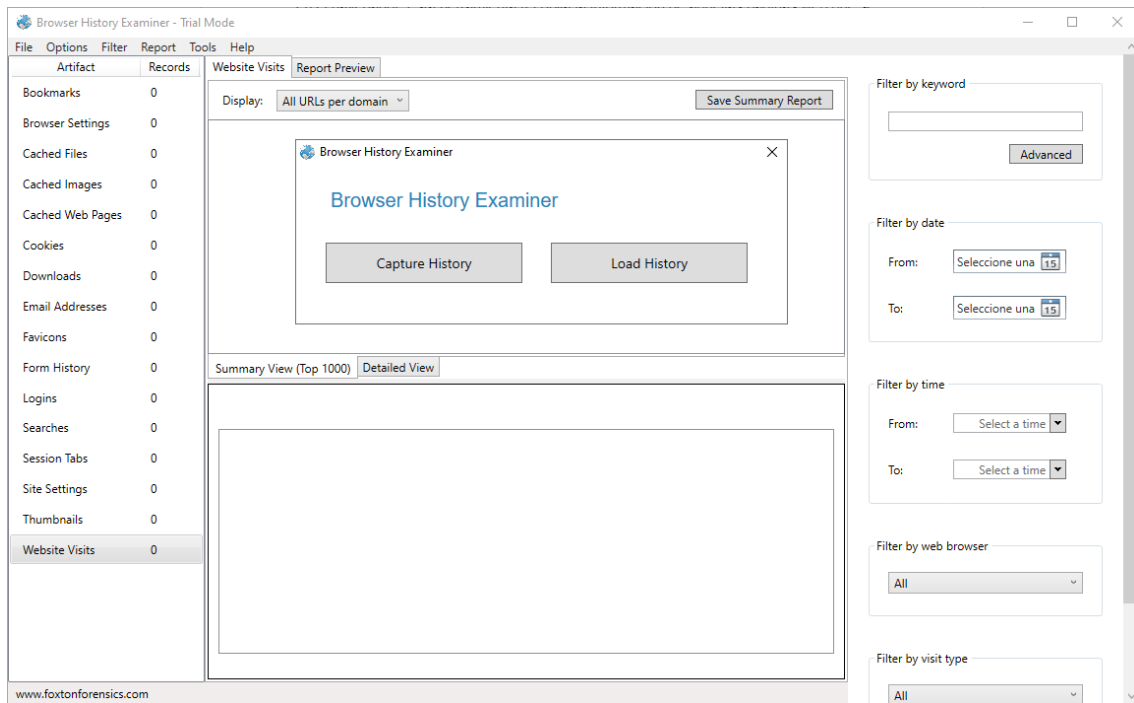 Browser History Examiner - Trial Mode
File Options Filter Report Tools Help
Artifact Records
Bookmarks 0
Browser Settings 0
Cached Files 0
Cached Images 0
Cached Web Pages 0
Cookies 0
Downloads 0
Email Addresses 0
Favicons 0
Form History 0
Logins 0
Searches 0
Session Tabs 0
Site Settings 0
Thumbnails 0
Website Visits 0
Website Visits Report Preview
Display: All URLs per domain Save Summary Report
Browser History Examiner
Browser History Examiner
Capture History Load History
Summary View (Top 1000) Detailed View
Filter by keyword
Advanced
Filter by date
From: Seleccione una 15
To: Seleccione una 15
Filter by time
From: Select a time
To: Select a time
Filter by web browser
All
Filter by visit type
All
www.foxtonforensics.com